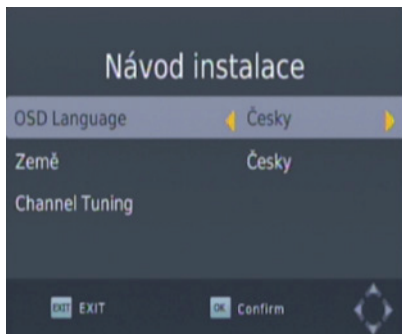 Návod instalace
OSD Language Česky
Země Česky
Channel Tuning
EXIT EXIT OK Confirm